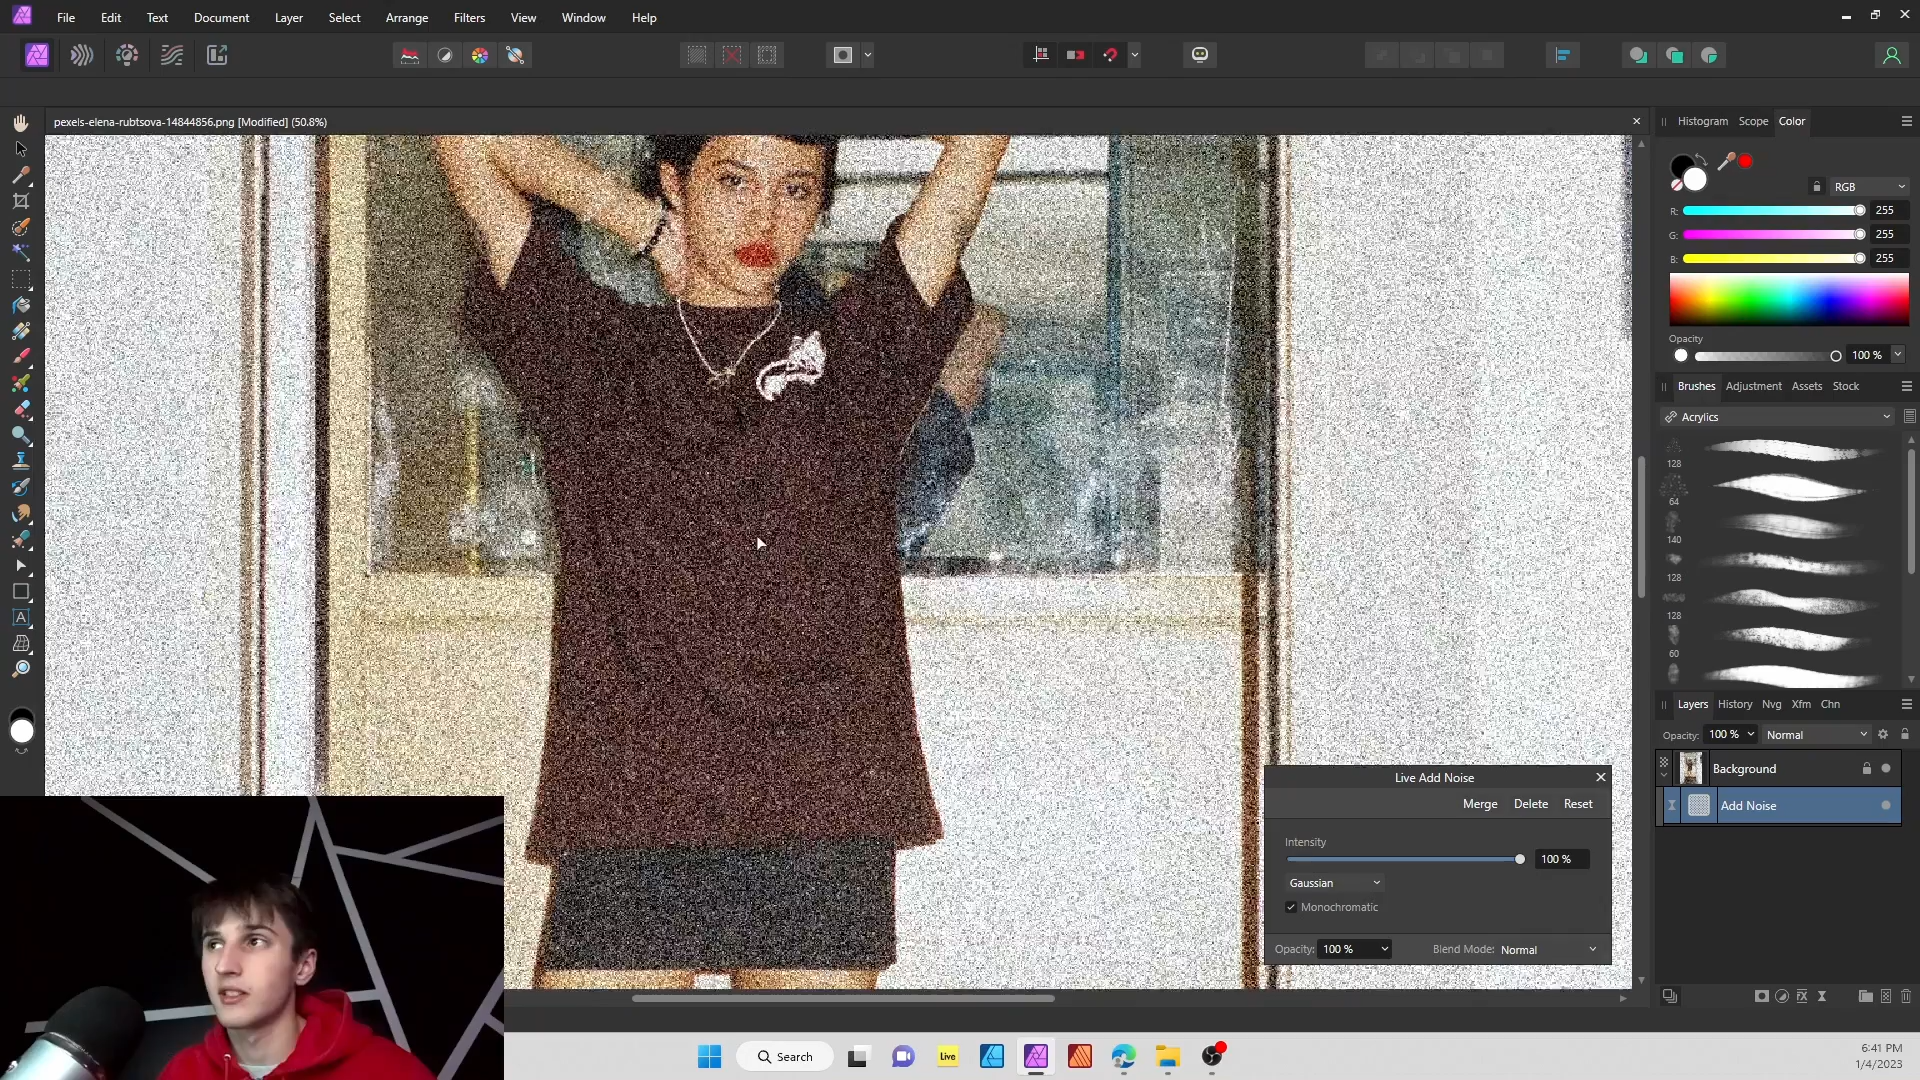 File Edit Text Document Layer Select Arrange Filters View Window Help
pexels-elena-rubtsova-14844856.png [Modified] (50.8%)
Histogram Scope Color
RGB
R: 255
G: 255
B: 255
Opacity
100 %
Brushes Adjustment Assets Stock
Acrylics
128
64
140
128
128
60
Layers History Nvg Xfm Chn
Opacity: 100 % Normal
Background
Add Noise
Live Add Noise
Merge Delete Reset
Intensity
100 %
Gaussian
Monochromatic
Opacity: 100 % Blend Mode: Normal
Search
Live
6:41 PM
1/4/2023